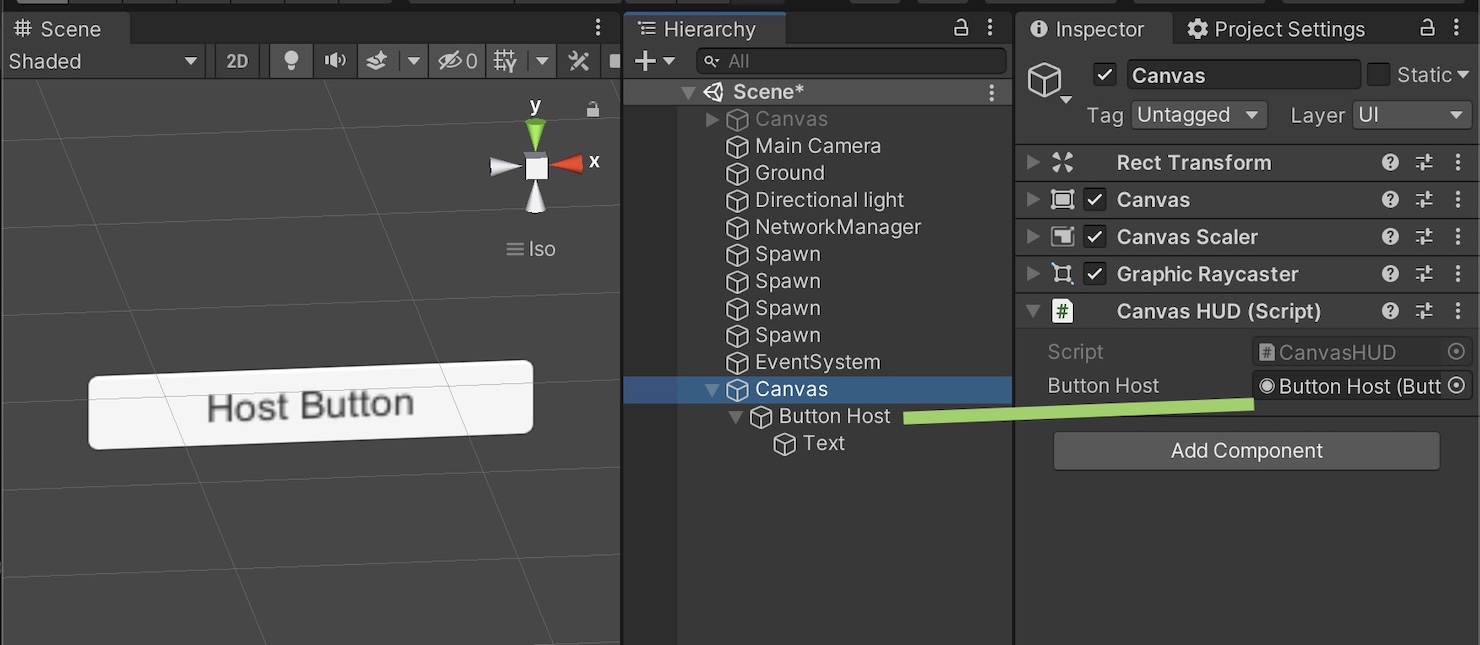 Scene
Shaded
2D
0
y
x
Iso
Host Button
Hierarchy
All
Scene*
Canvas
Main Camera
Ground
Directional light
NetworkManager
Spawn
Spawn
Spawn
Spawn
EventSystem
Canvas
Button Host
Text
Inspector
Project Settings
Canvas
Static
Tag Untagged Layer UI
Rect Transform
Canvas
Canvas Scaler
Graphic Raycaster
# Canvas HUD (Script)
Script # CanvasHUD
Button Host Button Host (Butt
Add Component